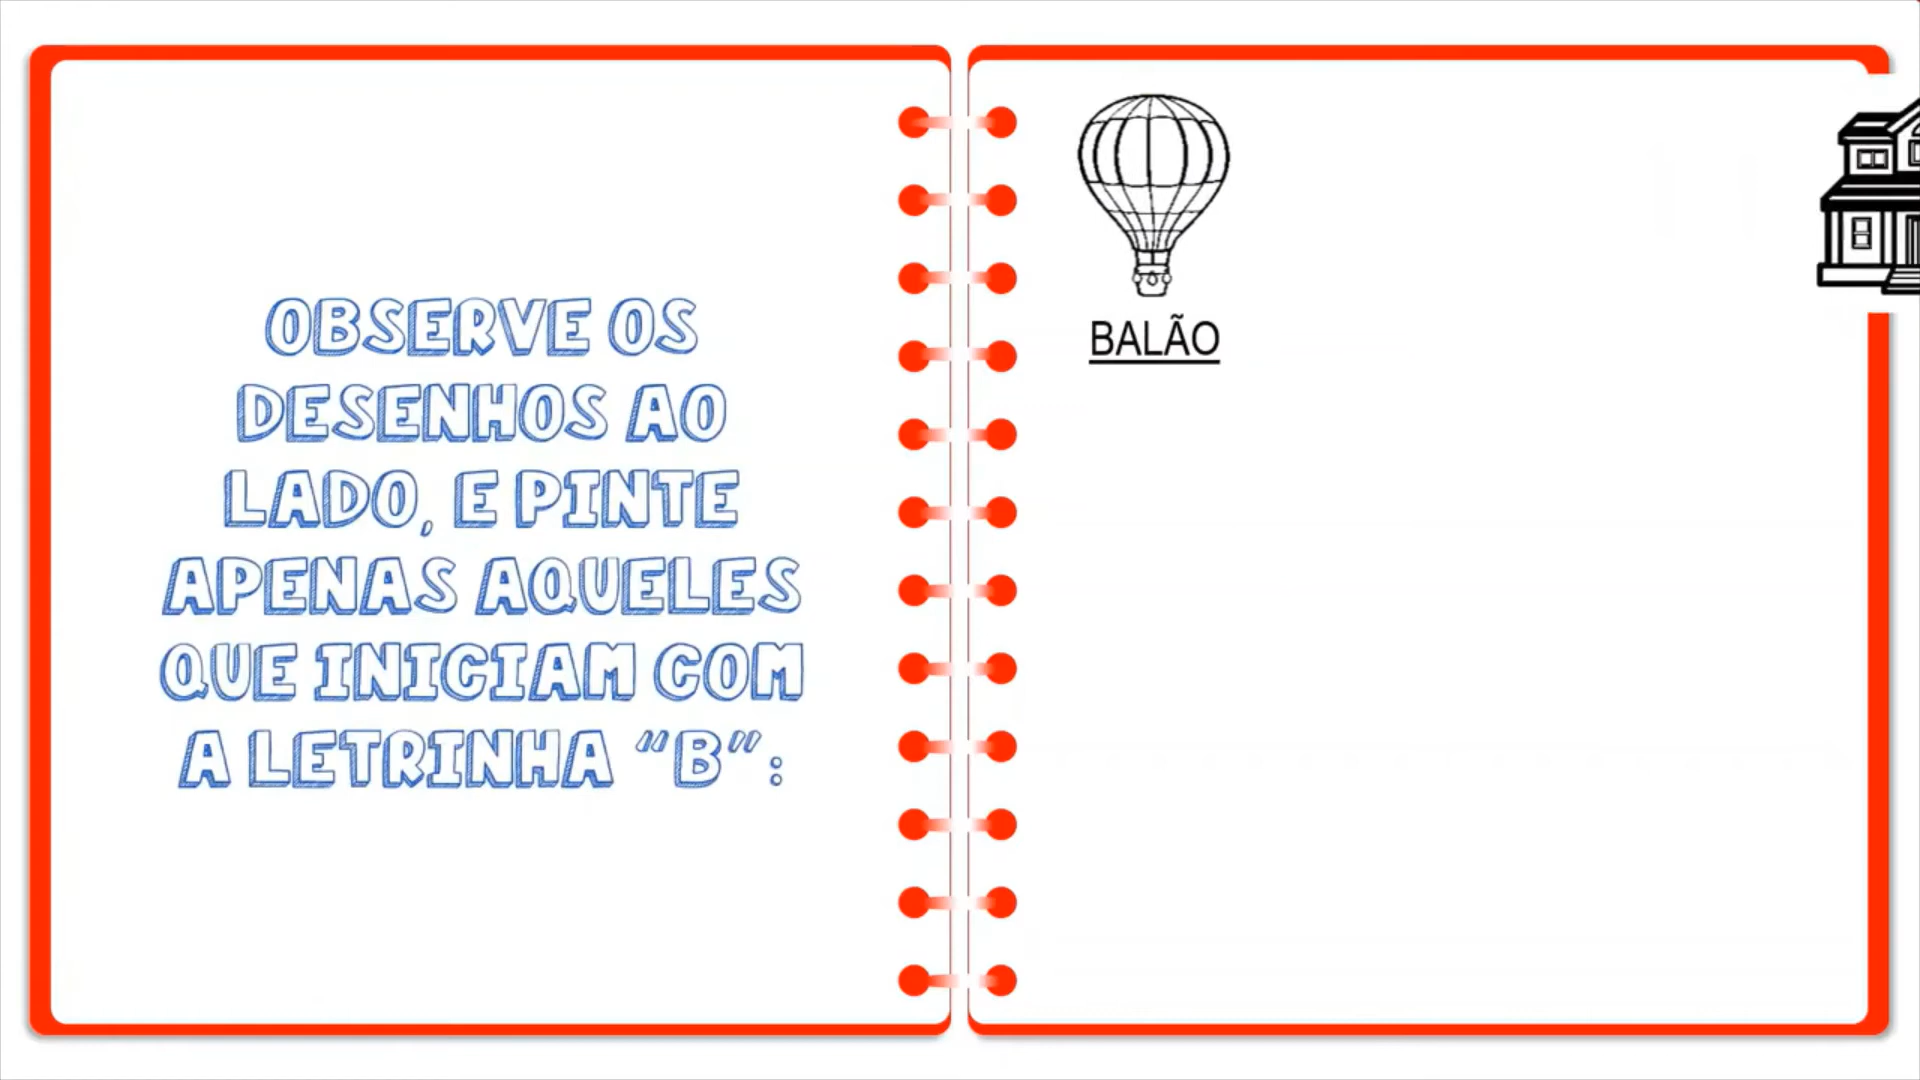 OBSERVE OS
DESENHOS AO
LADO, E PINTE
APENAS AQUELES
QUE INICIAM COM
A LETRINHA “B”:
BALÃO